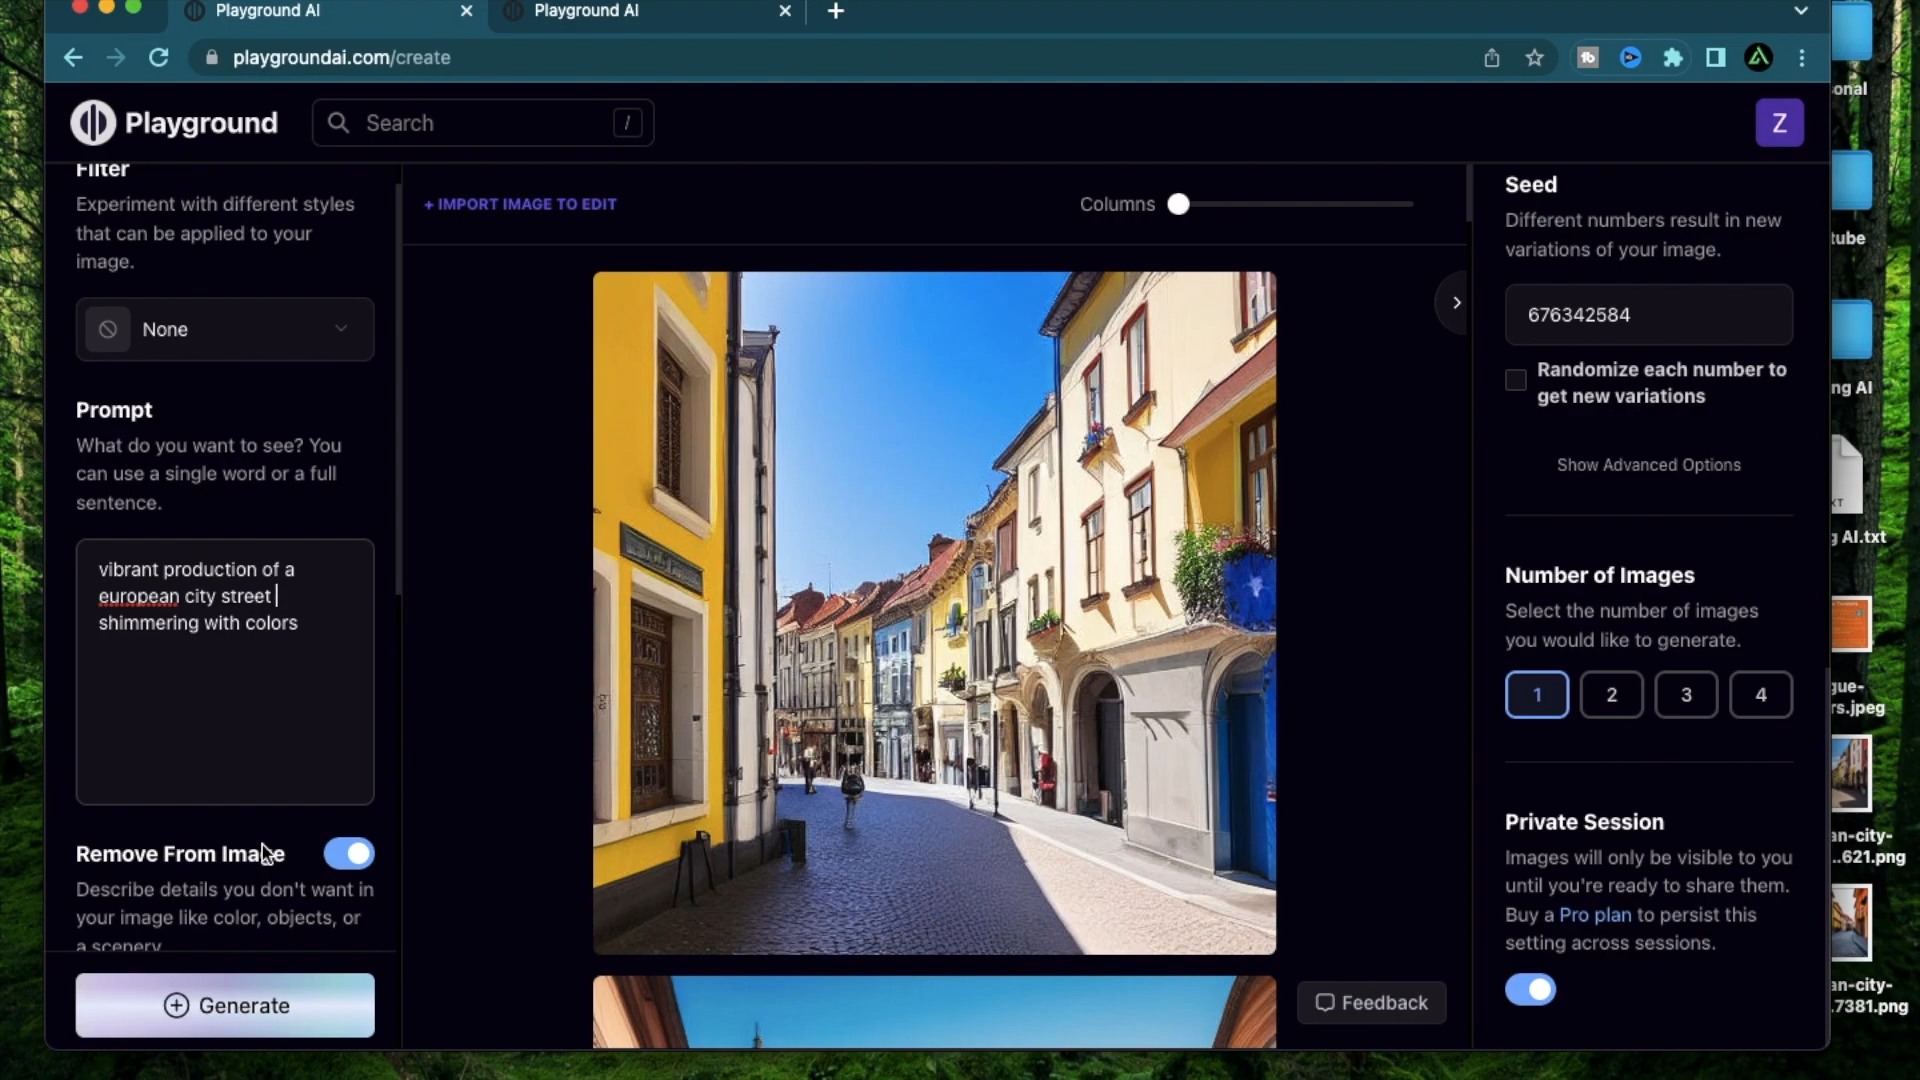 Playground AI
Playground AI
playgroundai.com/create
Playground
Search
/
Z
Filter
Experiment with different styles
that can be applied to your
image.
None
Prompt
What do you want to see? You
can use a single word or a full
sentence.
vibrant production of a
european city street
shimmering with colors
Remove From Image
Describe details you don't want in
your image like color, objects, or
a scenery
Generate
+ IMPORT IMAGE TO EDIT
Columns
Feedback
Seed
Different numbers result in new
variations of your image.
676342584
Randomize each number to
get new variations
Show Advanced Options
Number of Images
Select the number of images
you would like to generate.
1
2
3
4
Private Session
Images will only be visible to you
until you're ready to share them.
Buy a Pro plan to persist this
setting across sessions.
onal
tube
ng AI
XT
g AI.txt
gue-
rs.jpeg
an-city-
...621.png
an-city-
.7381.png